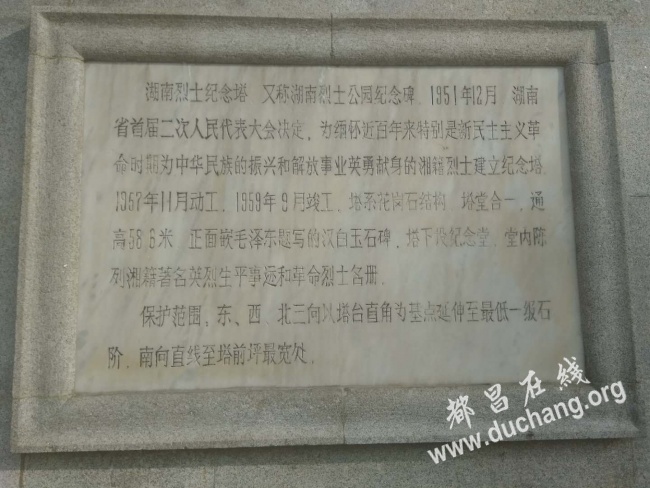 湖南烈士纪念塔 又称湖南烈士公园纪念碑. 1951年12月 湖南
省首届二次人民代表大会决定, 为缅怀近百年来特别是新民主主义革
命时期为中华民族的振兴和解放事业英勇献身的湘籍烈士建立纪念塔.
1957年11月动工, 1959年9月竣工, 塔系花岗石结构 塔堂合一, 通
高58.6米 正面嵌毛泽东题写的汉白玉石碑, 塔下设纪念堂, 室内陈
列湘籍著名英烈生平事迹和革命烈士名册.
保护范围: 东、西、北三向以塔台直角为基点延伸至最低一级石
阶, 南向直线至塔前坪最宽处.
都昌在线
www.duchang.org